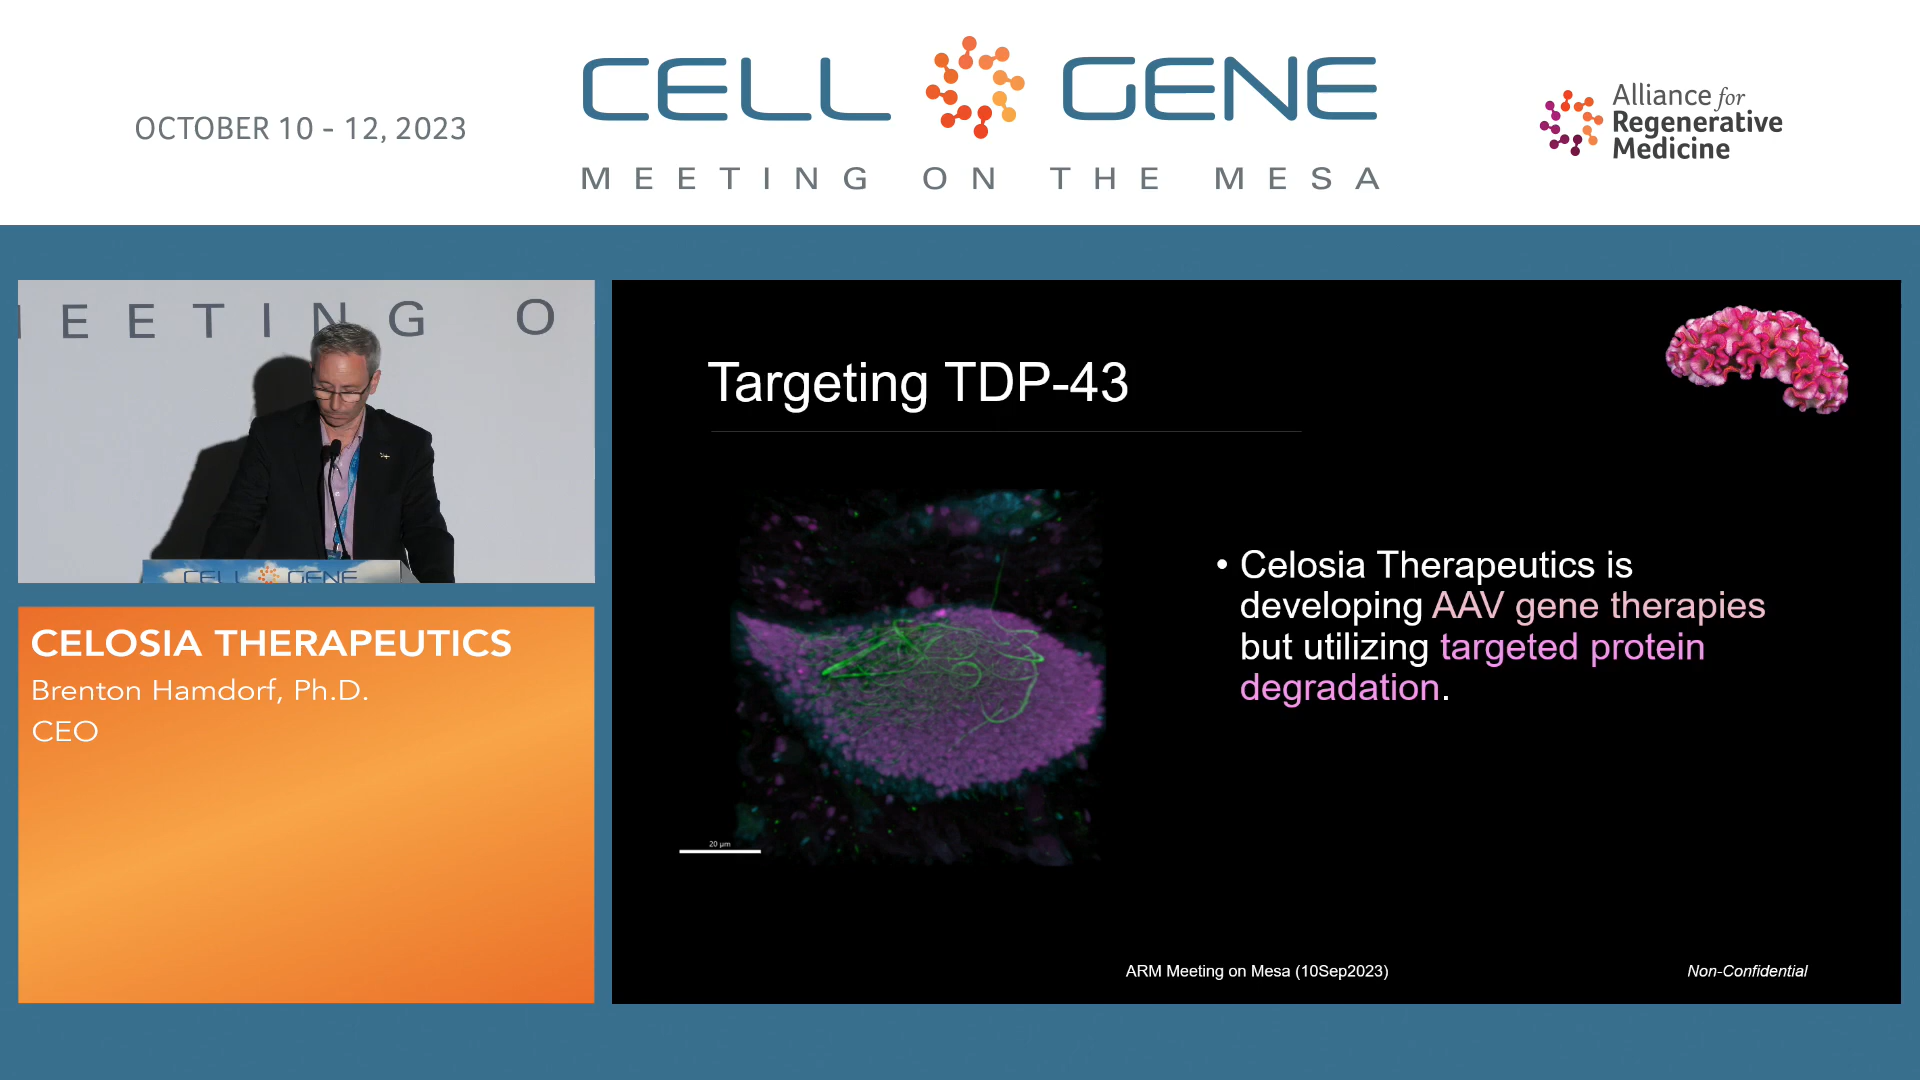 OCTOBER 10 - 12, 2023
CELL GENE
MEETING ON THE MESA
Alliance for
Regenerative
Medicine
EETING O
CELL GENE
CELOSIA THERAPEUTICS
Brenton Hamdorf, Ph.D.
CEO
Targeting TDP-43
• Celosia Therapeutics is
developing AAV gene therapies
but utilizing targeted protein
degradation.
20 µm
ARM Meeting on Mesa (10Sep2023)
Non-Confidential